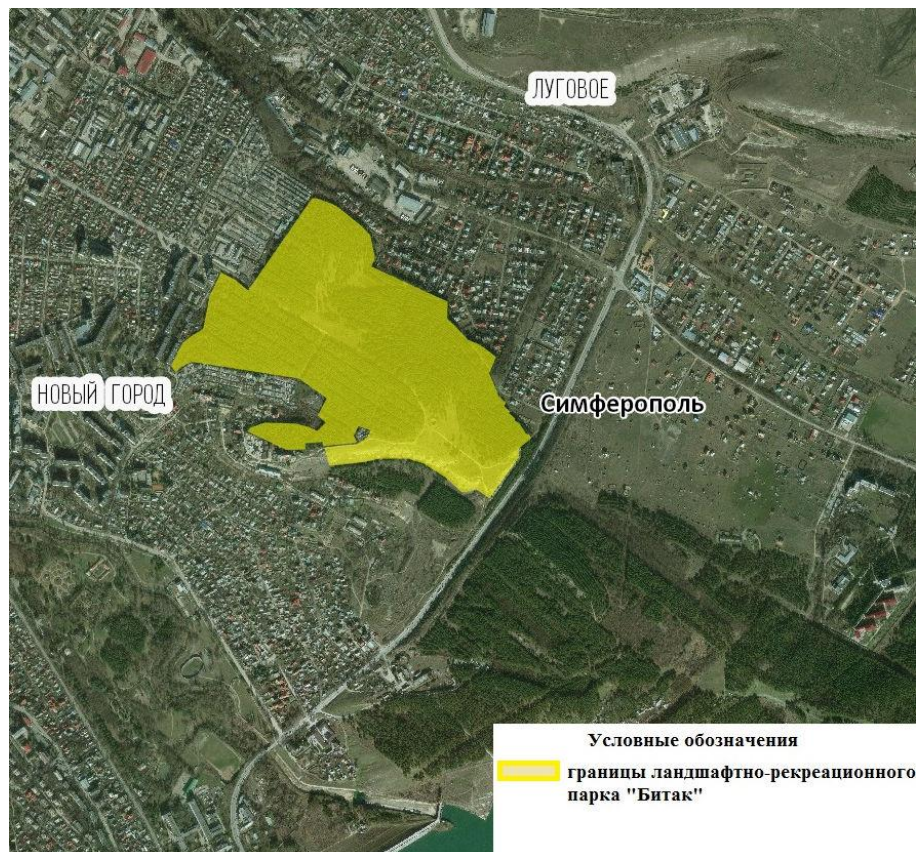 ЛУГОВОЕ
НОВЫЙ ГОРОД
Симферополь
Условные обозначения
границы ландшафтно-рекреационного
парка "Битак"